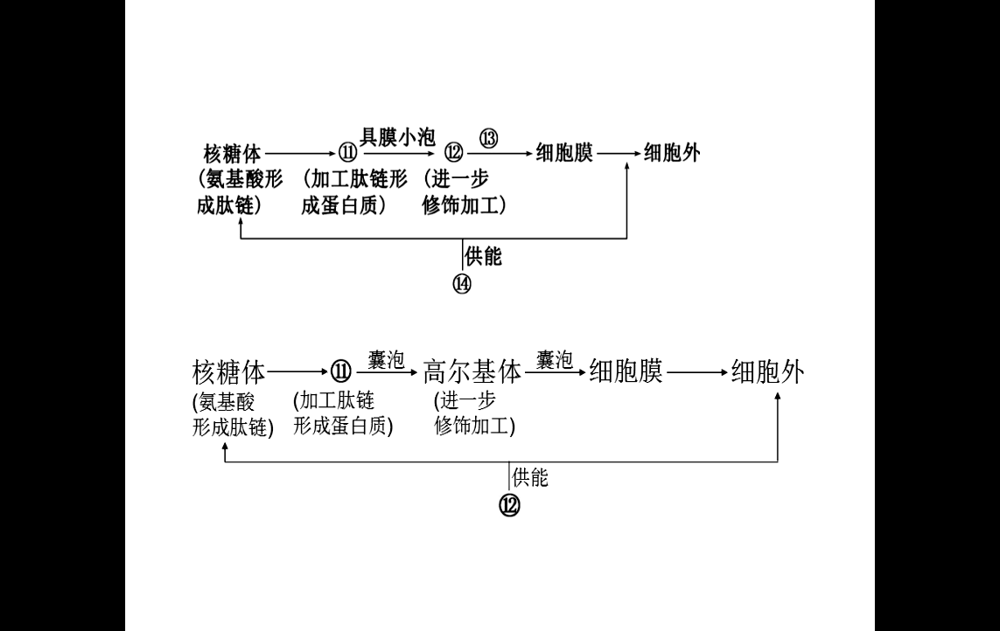 具膜小泡 ⑬
核糖体 ⑪ ⑫ 细胞膜 细胞外
(氨基酸形 (加工肽链形 (进一步
成肽链) 成蛋白质) 修饰加工)
供能
⑭
囊泡 囊泡
核糖体 ⑪ 高尔基体 细胞膜 细胞外
(氨基酸 (加工肽链 (进一步
形成肽链) 形成蛋白质) 修饰加工)
供能
⑫